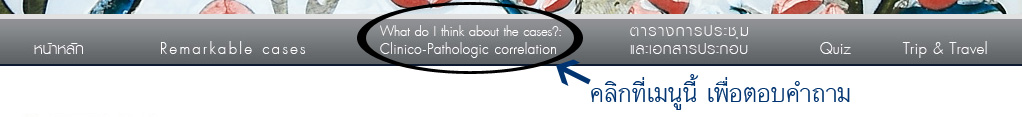 หน้าหลัก
Remarkable cases
What do I think about the cases?:
Clinico-Pathologic correlation
ตารางการประชุม
และเอกสารประกอบ
Quiz
Trip & Travel
คลิกที่เมนูนี้ เพื่อตอบคำถาม